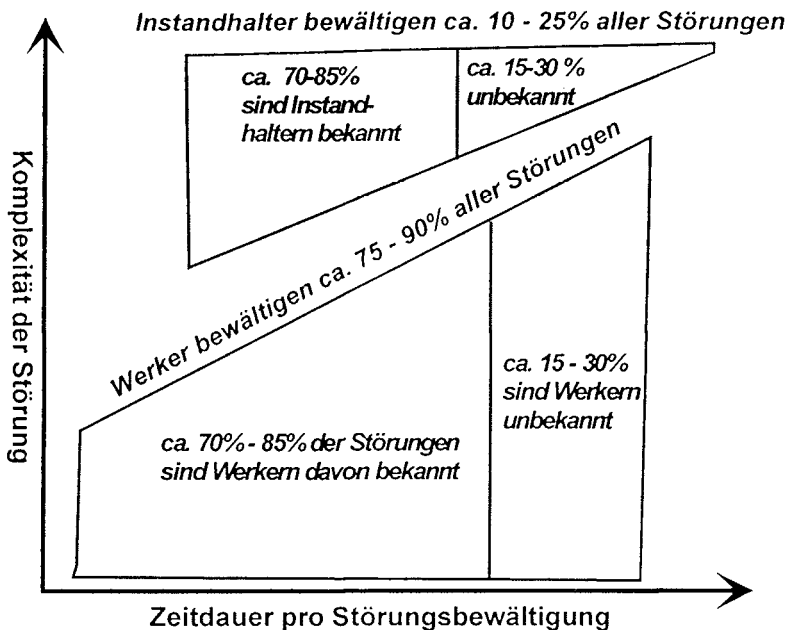 Instandhalter bewältigen ca. 10 - 25% aller Störungen
ca. 70-85%
sind Instand-
haltern bekannt
ca. 15-30 %
unbekannt
Komplexität der Störung
Werker bewältigen ca. 75 - 90% aller Störungen
ca. 70% - 85% der Störungen
sind Werkern davon bekannt
ca. 15 - 30%
sind Werkern
unbekannt
Zeitdauer pro Störungsbewältigung